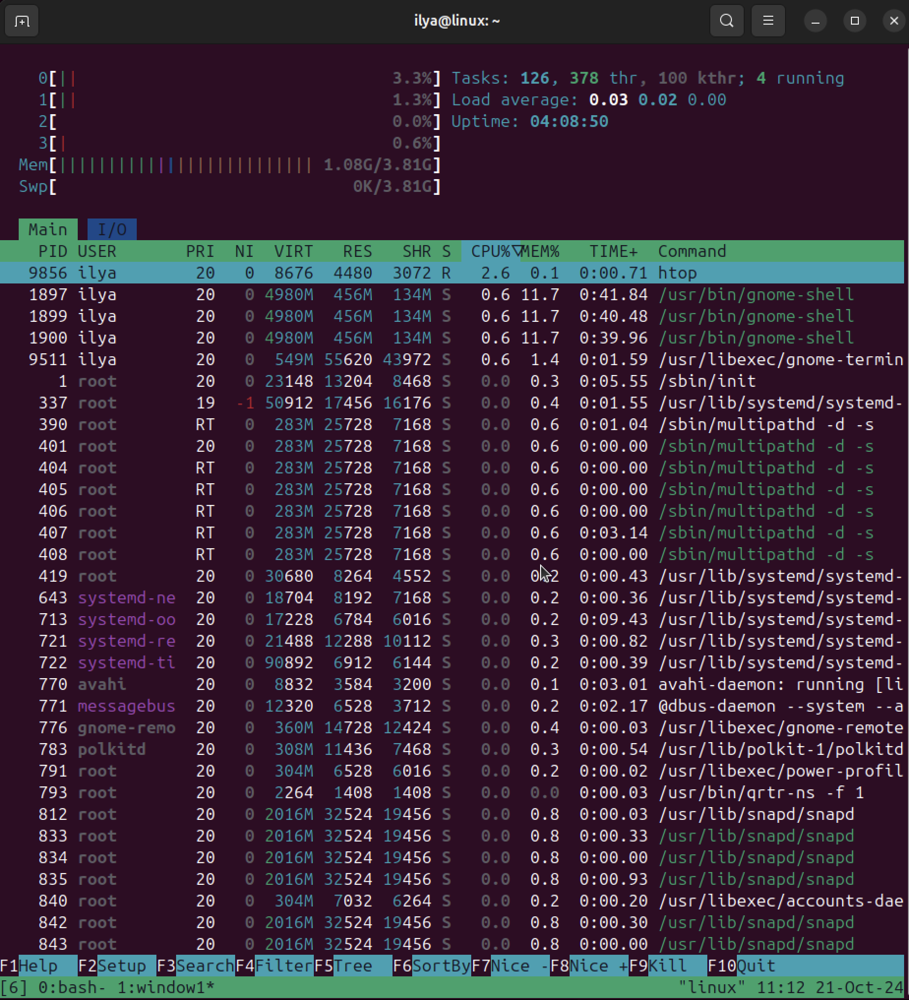 ilya@linux: ~
0[|| 3.3%] Tasks: 126, 378 thr, 100 kthr; 4 running
1[|| 1.3%] Load average: 0.03 0.02 0.00
2[ 0.0%] Uptime: 04:08:50
3[| 0.6%]
Mem[|||||||||||||||||||||||||| 1.08G/3.81G]
Swp[ 0K/3.81G]
Main I/O
PID USER PRI NI VIRT RES SHR S CPU%▽MEM% TIME+ Command
9856 ilya 20 0 8676 4480 3072 R 2.6 0.1 0:00.71 htop
1897 ilya 20 0 4980M 456M 134M S 0.6 11.7 0:41.84 /usr/bin/gnome-shell
1899 ilya 20 0 4980M 456M 134M S 0.6 11.7 0:40.48 /usr/bin/gnome-shell
1900 ilya 20 0 4980M 456M 134M S 0.6 11.7 0:39.96 /usr/bin/gnome-shell
9511 ilya 20 0 549M 55620 43972 S 0.6 1.4 0:01.59 /usr/libexec/gnome-termin
1 root 20 0 23148 13204 8468 S 0.0 0.3 0:05.55 /sbin/init
337 root 19 -1 50912 17456 16176 S 0.0 0.4 0:01.55 /usr/lib/systemd/systemd-
390 root RT 0 283M 25728 7168 S 0.0 0.6 0:01.04 /sbin/multipathd -d -s
401 root 20 0 283M 25728 7168 S 0.0 0.6 0:00.00 /sbin/multipathd -d -s
404 root RT 0 283M 25728 7168 S 0.0 0.6 0:00.00 /sbin/multipathd -d -s
405 root RT 0 283M 25728 7168 S 0.0 0.6 0:00.00 /sbin/multipathd -d -s
406 root RT 0 283M 25728 7168 S 0.0 0.6 0:00.00 /sbin/multipathd -d -s
407 root RT 0 283M 25728 7168 S 0.0 0.6 0:03.14 /sbin/multipathd -d -s
408 root RT 0 283M 25728 7168 S 0.0 0.6 0:00.00 /sbin/multipathd -d -s
419 root 20 0 30680 8264 4552 S 0.0 0.2 0:00.43 /usr/lib/systemd/systemd-
643 systemd-ne 20 0 18704 8192 7168 S 0.0 0.2 0:00.36 /usr/lib/systemd/systemd-
713 systemd-oo 20 0 17228 6784 6016 S 0.0 0.2 0:09.43 /usr/lib/systemd/systemd-
721 systemd-re 20 0 21488 12288 10112 S 0.0 0.3 0:00.82 /usr/lib/systemd/systemd-
722 systemd-ti 20 0 90892 6912 6144 S 0.0 0.2 0:00.39 /usr/lib/systemd/systemd-
770 avahi 20 0 8832 3584 3200 S 0.0 0.1 0:03.01 avahi-daemon: running [li
771 messagebus 20 0 12320 6528 3712 S 0.0 0.2 0:02.17 @dbus-daemon --system --a
776 gnome-remo 20 0 360M 14728 12424 S 0.0 0.4 0:00.03 /usr/libexec/gnome-remote
783 polkitd 20 0 308M 11436 7468 S 0.0 0.3 0:00.54 /usr/lib/polkit-1/polkitd
791 root 20 0 304M 6528 6016 S 0.0 0.2 0:00.02 /usr/libexec/power-profil
793 root 20 0 2264 1408 1408 S 0.0 0.0 0:00.03 /usr/bin/qrtr-ns -f 1
812 root 20 0 2016M 32524 19456 S 0.0 0.8 0:00.03 /usr/lib/snapd/snapd
833 root 20 0 2016M 32524 19456 S 0.0 0.8 0:00.33 /usr/lib/snapd/snapd
834 root 20 0 2016M 32524 19456 S 0.0 0.8 0:00.00 /usr/lib/snapd/snapd
835 root 20 0 2016M 32524 19456 S 0.0 0.8 0:00.93 /usr/lib/snapd/snapd
840 root 20 0 304M 7032 6264 S 0.0 0.2 0:00.20 /usr/libexec/accounts-dae
842 root 20 0 2016M 32524 19456 S 0.0 0.8 0:00.30 /usr/lib/snapd/snapd
843 root 20 0 2016M 32524 19456 S 0.0 0.8 0:00.00 /usr/lib/snapd/snapd
F1Help F2Setup F3SearchF4FilterF5Tree F6SortByF7Nice -F8Nice +F9Kill F10Quit
[6] 0:bash- 1:window1* "linux" 11:12 21-Oct-24